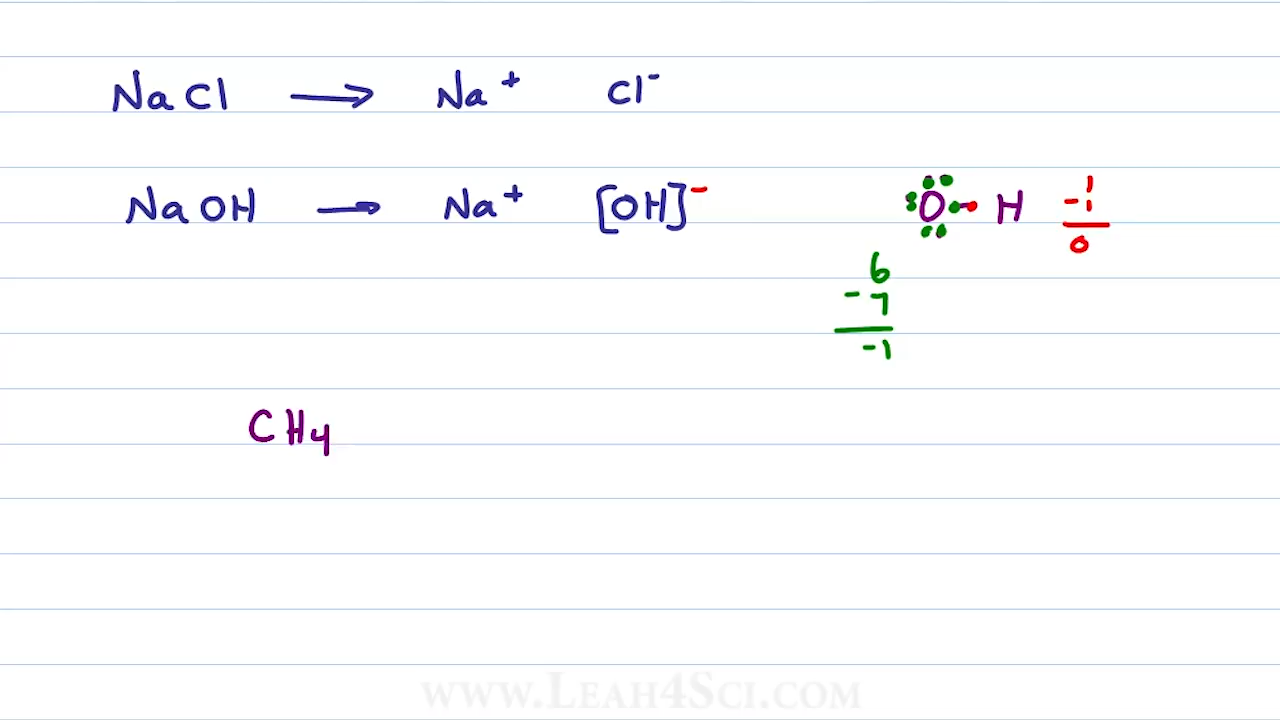 NaCl → Na⁺ Cl⁻
NaOH → Na⁺ [OH]⁻ O-H 1
-1
0
6
-7
-1
CH₄
www.Leah4Sci.com